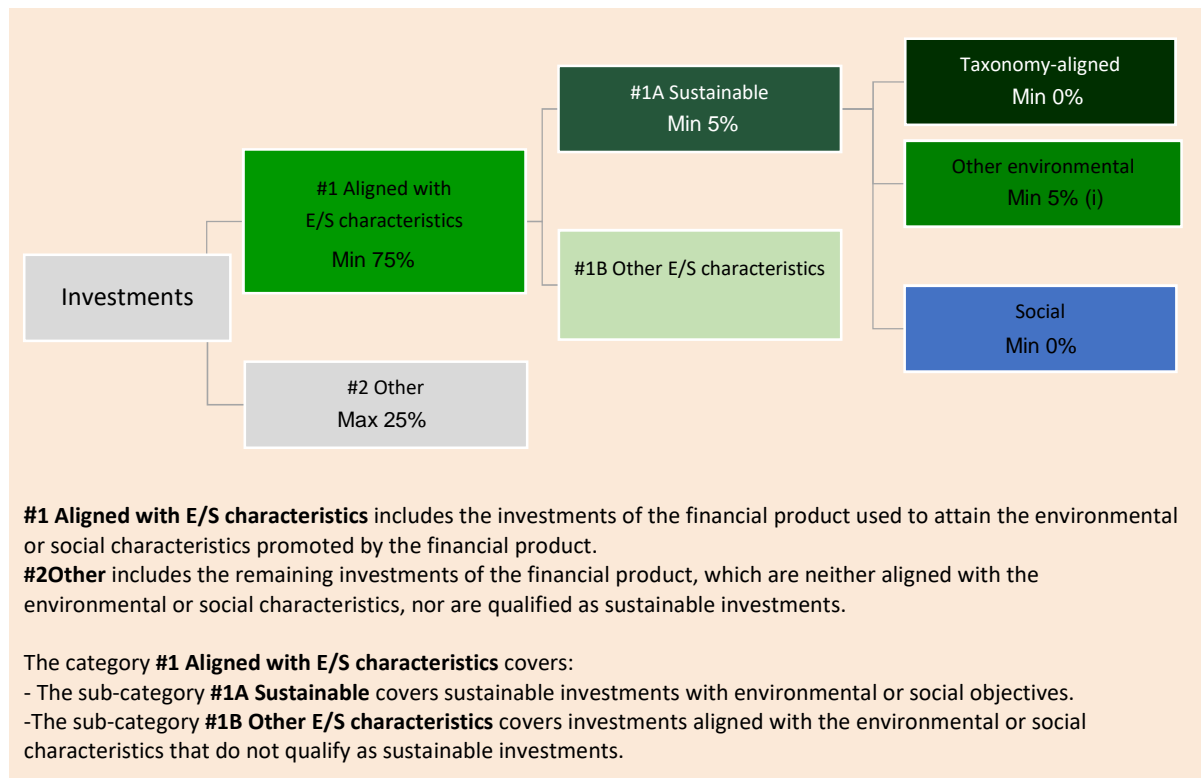 Investments
#1 Aligned with
E/S characteristics
Min 75%
#2 Other
Max 25%
#1A Sustainable
Min 5%
#1B Other E/S characteristics
Taxonomy-aligned
Min 0%
Other environmental
Min 5% (i)
Social
Min 0%
#1 Aligned with E/S characteristics includes the investments of the financial product used to attain the environmental
or social characteristics promoted by the financial product.
#2Other includes the remaining investments of the financial product, which are neither aligned with the
environmental or social characteristics, nor are qualified as sustainable investments.
The category #1 Aligned with E/S characteristics covers:
- The sub-category #1A Sustainable covers sustainable investments with environmental or social objectives.
-The sub-category #1B Other E/S characteristics covers investments aligned with the environmental or social
characteristics that do not qualify as sustainable investments.